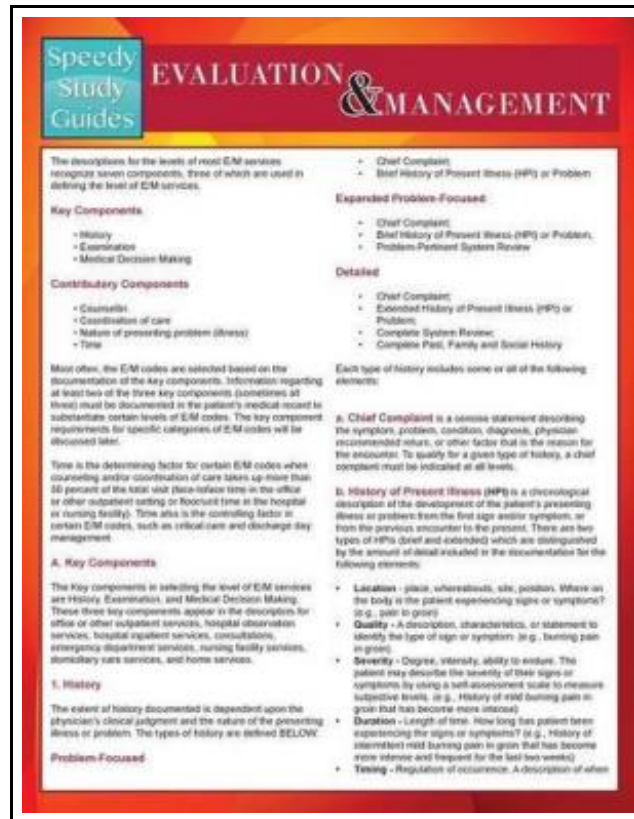 Speedy
Study
Guides
EVALUATION
& MANAGEMENT
The descriptions for the levels of most E/M services
recognize seven components, three of which are used in
defining the level of E/M services.
Key Components
• History
• Examination
• Medical Decision Making
Contributory Components
• Counselin
• Coordination of care
• Nature of presenting problem (illness)
• Time
Most often, the E/M codes are selected based on the
documentation of the key components. Information regarding
at least two of the three key components (sometimes all
three) must be documented in the patient's medical record to
substantiate certain levels of E/M codes. The key component
requirements for specific categories of E/M codes will be
discussed later.
Time is the determining factor for certain E/M codes when
counseling and/or coordination of care takes up more than
50 percent of the total visit (face-toface time in the office
or other outpatient setting or floor/unit time in the hospital
or nursing facility). Time also is the controlling factor in
certain E/M codes, such as critical care and discharge day
management.
A. Key Components
The Key components in selecting the level of E/M services
are History, Examination, and Medical Decision Making.
These three key components appear in the descriptors for
office or other outpatient services, hospital observation
services, hospital inpatient services, consultations,
emergency department services, nursing facility services,
domiciliary care services, and home services.
1. History
The extent of history documented is dependent upon the
physician's clinical judgment and the nature of the presenting
illness or problem. The types of history are defined BELOW:
Problem-Focused
• Chief Complaint;
• Brief History of Present Illness (HPI) or Problem
Expanded Problem-Focused
• Chief Complaint;
• Brief History of Present Illness (HPI) or Problem;
• Problem-Pertinent System Review
Detailed
• Chief Complaint;
• Extended History of Present Illness (HPI) or
Problem;
• Complete System Review;
• Complete Past, Family and Social History
Each type of history includes some or all of the following
elements:
a. Chief Complaint is a concise statement describing
the symptom, problem, condition, diagnosis, physician
recommended return, or other factor that is the reason for
the encounter. To qualify for a given type of history, a chief
complaint must be indicated at all levels.
b. History of Present Illness (HPI) is a chronological
description of the development of the patient's presenting
illness or problem from the first sign and/or symptom, or
from the previous encounter to the present. There are two
types of HPIs (brief and extended) which are distinguished
by the amount of detail included in the documentation for the
following elements:
• Location - place, whereabouts, site, position. Where on
the body is the patient experiencing signs or symptoms?
(e.g., pain in groin)
• Quality - A description, characteristics, or statement to
identify the type of sign or symptom. (e.g., burning pain
in groin)
• Severity - Degree, intensity, ability to endure. The
patient may describe the severity of their signs or
symptoms by using a self-assessment scale to measure
subjective levels. (e.g., History of mild burning pain in
groin that has become more intense)
• Duration - Length of time. How long has patient been
experiencing the signs or symptoms? (e.g., History of
intermittent mild burning pain in groin that has become
more intense and frequent for the last two weeks)
• Timing - Regulation of occurrence. A description of when